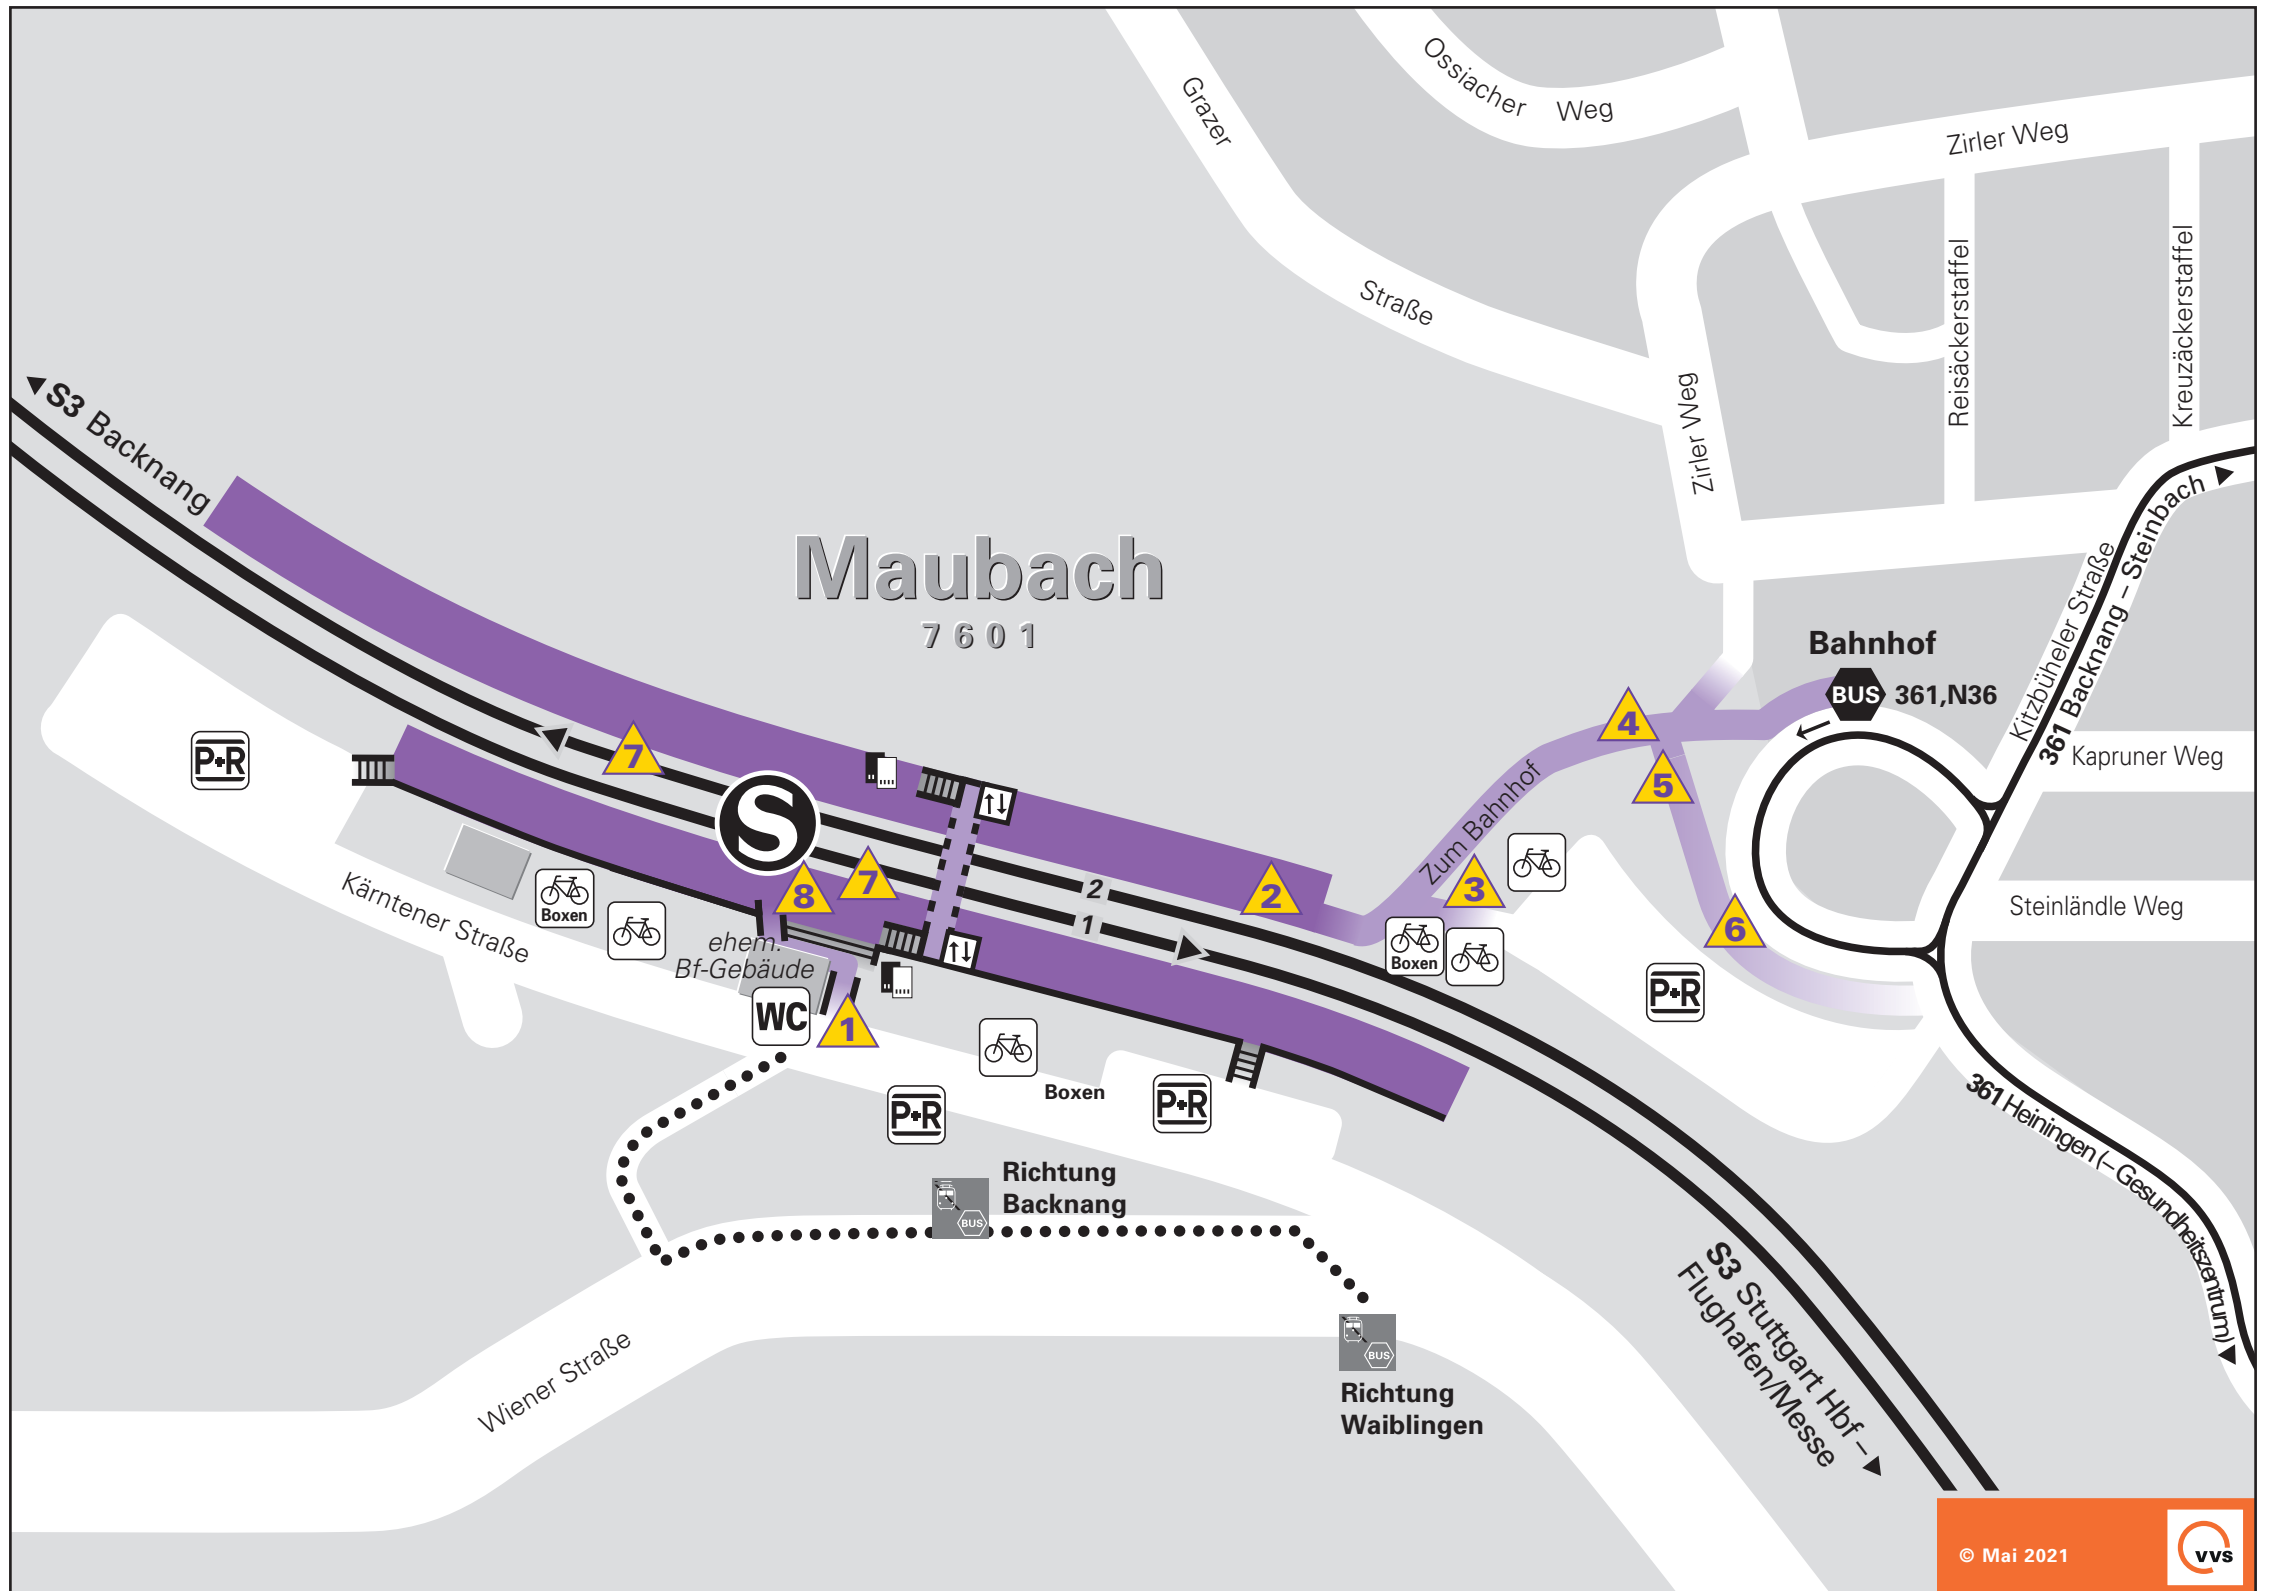 Grazer
Straße
Ossiacher Weg
Zirler Weg
Zirler Weg
Reisäckerstaffel
Kreuzäckerstaffel
S3 Backnang
Maubach
7601
Kitzbüheler Straße
361 Backnang – Steinbach
Bahnhof
BUS 361,N36
Kapruner Weg
Steinländle Weg
P+R
7
4
5
Zum Bahnhof
S
8
7
2
3
6
2
1
Kärntener Straße
Boxen
ehem.
Bf-Gebäude
WC
1
Boxen
P+R
Boxen
P+R
P+R
361 Heiningen (– Gesundheitszentrum)
Richtung
Backnang
BUS
BUS
Richtung
Waiblingen
Wiener Straße
S3 Stuttgart Hbf –
Flughafen/Messe
© Mai 2021
VVS